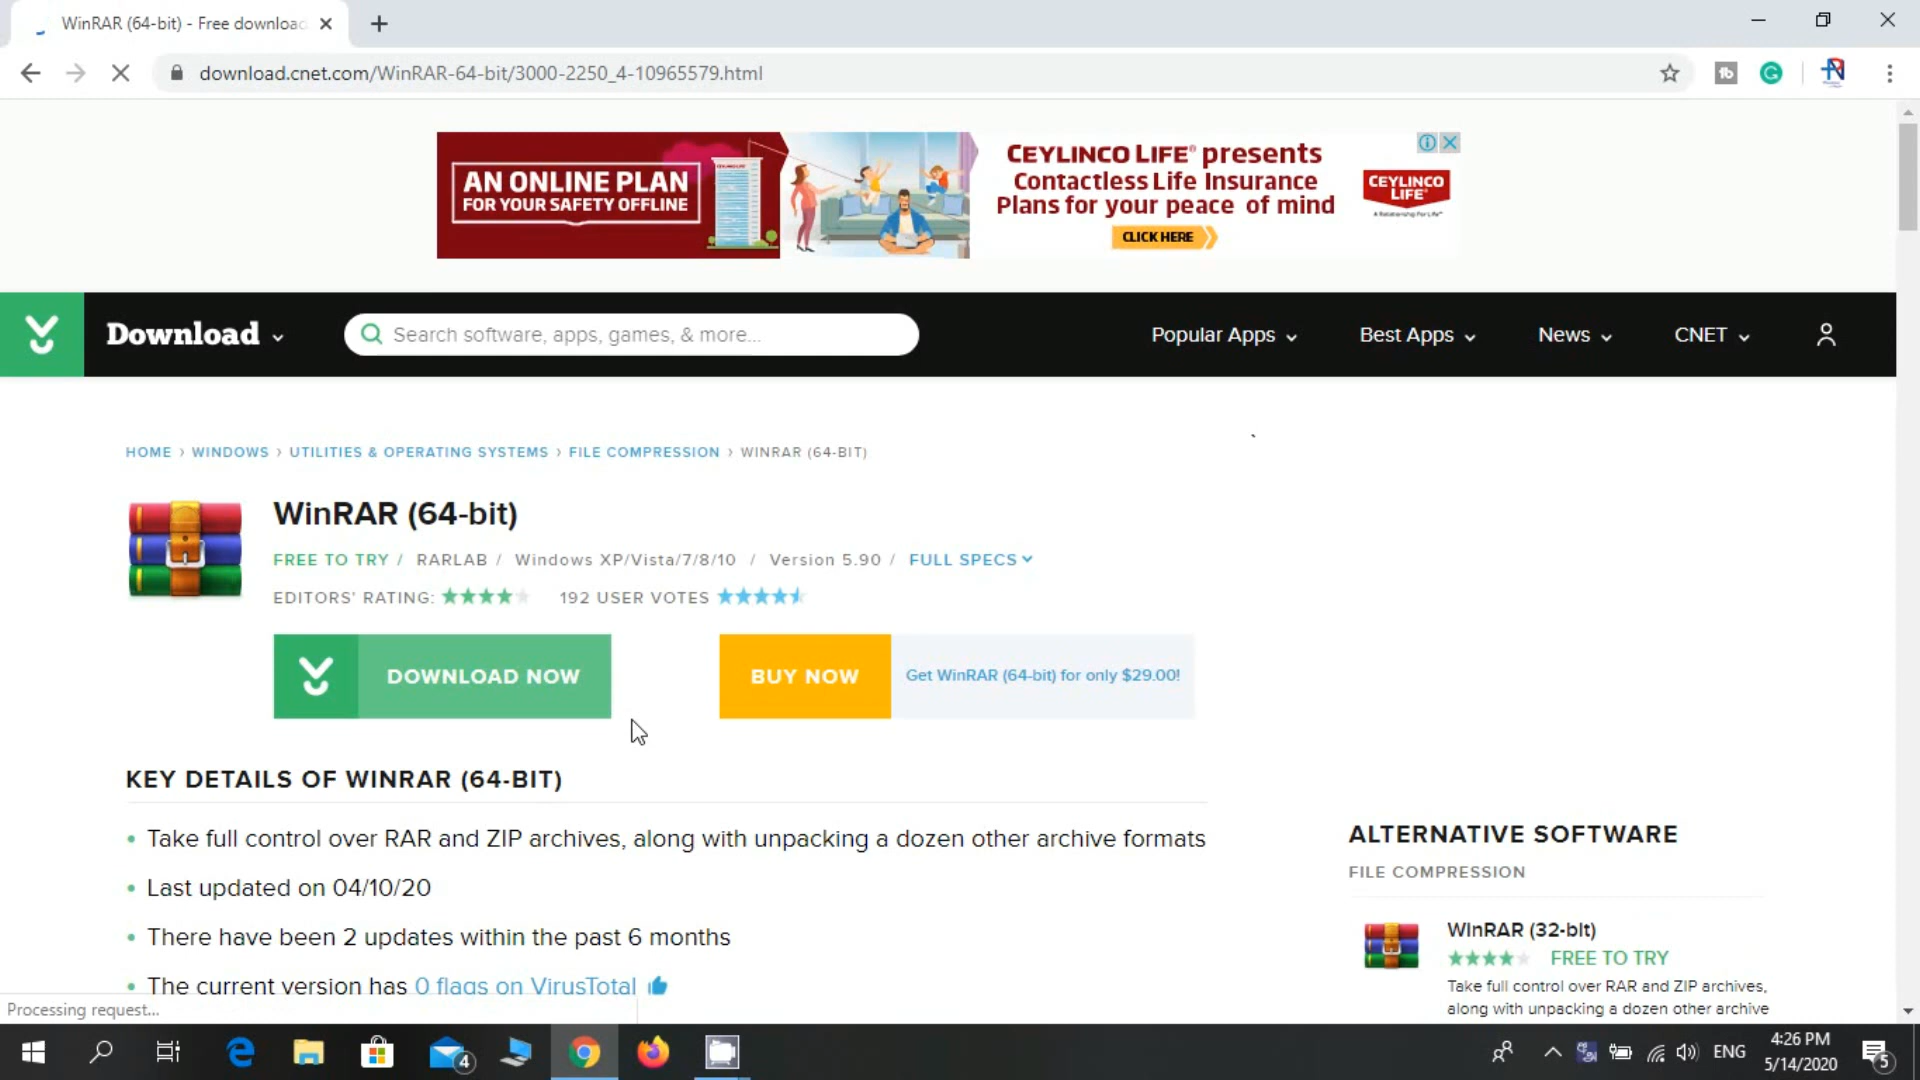 WinRAR (64-bit) - Free download
download.cnet.com/WinRAR-64-bit/3000-2250_4-10965579.html
AN ONLINE PLAN
FOR YOUR SAFETY OFFLINE
CEYLINCO LIFE® presents
Contactless Life Insurance
Plans for your peace of mind
CLICK HERE
CEYLINCO
LIFE
A Relationship For Life
Download
Search software, apps, games, & more...
Popular Apps
Best Apps
News
CNET
HOME > WINDOWS > UTILITIES & OPERATING SYSTEMS > FILE COMPRESSION > WINRAR (64-BIT)
WinRAR (64-bit)
FREE TO TRY / RARLAB / Windows XP/Vista/7/8/10 / Version 5.90 / FULL SPECS
EDITORS' RATING: 192 USER VOTES
DOWNLOAD NOW
BUY NOW
Get WinRAR (64-bit) for only $29.00!
KEY DETAILS OF WINRAR (64-BIT)
• Take full control over RAR and ZIP archives, along with unpacking a dozen other archive formats
• Last updated on 04/10/20
• There have been 2 updates within the past 6 months
• The current version has 0 flags on VirusTotal
ALTERNATIVE SOFTWARE
FILE COMPRESSION
WinRAR (32-bit)
FREE TO TRY
Take full control over RAR and ZIP archives,
along with unpacking a dozen other archive
Processing request...
4
ENG
4:26 PM
5/14/2020
5